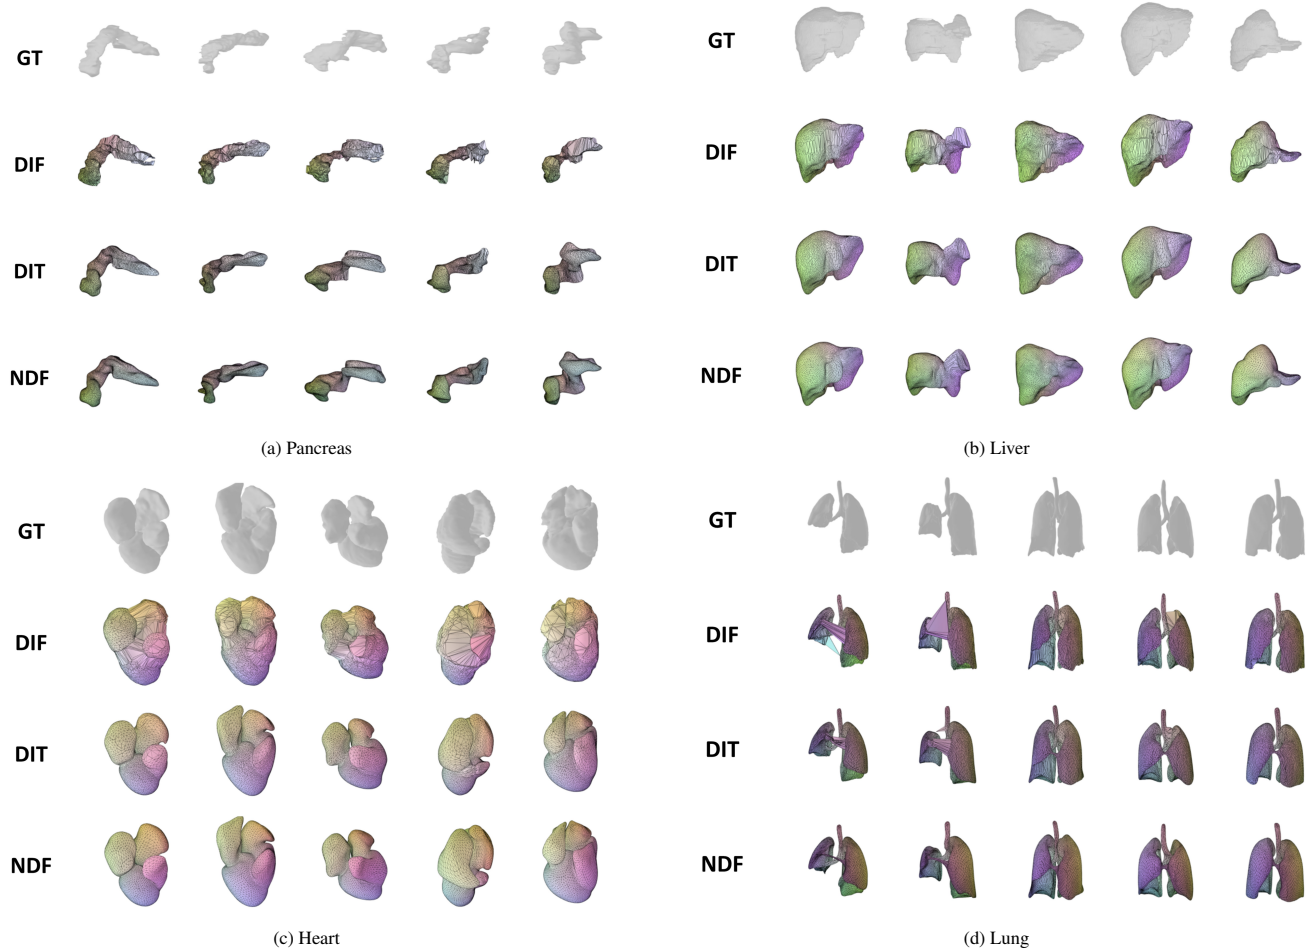 GT
DIF
DIT
NDF
(a) Pancreas
GT
DIF
DIT
NDF
(b) Liver
GT
DIF
DIT
NDF
(c) Heart
GT
DIF
DIT
NDF
(d) Lung